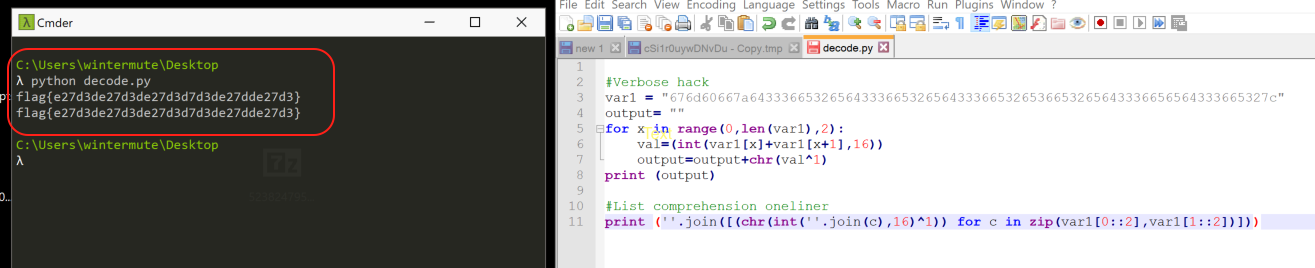 Cmder
C:\Users\wintermute\Desktop
λ python decode.py
flag{e27d3de27d3de27d3d7d3de27dde27d3}
flag{e27d3de27d3de27d3d7d3de27dde27d3}
C:\Users\wintermute\Desktop
λ
File Edit Search View Encoding Language Settings Tools Macro Run Plugins Window ?
new 1 cSi1r0uywDNvDu - Copy.tmp decode.py
1
2 #Verbose hack
3 var1 = "676d60667a64333665326564333665326564333665326536653265643336656564333665327c"
4 output= ""
5 for x in range(0,len(var1),2):
6 val=(int(var1[x]+var1[x+1],16))
7 output=output+chr(val^1)
8 print (output)
9
10 #List comprehension oneliner
11 print (''.join([(chr(int(''.join(c),16)^1)) for c in zip(var1[0::2],var1[1::2])]))